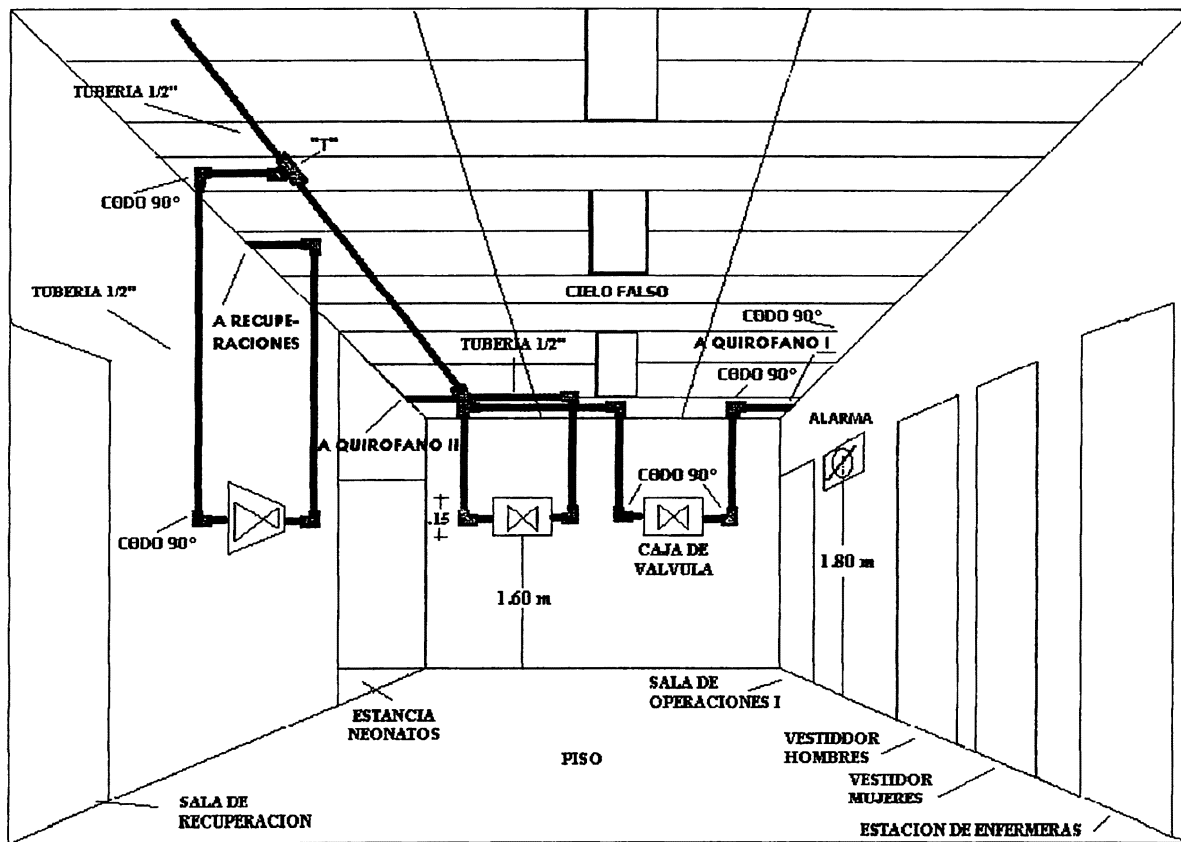 TUBERIA 1/2"
"T"
CODO 90°
TUBERIA 1/2"
A RECUPE-
RACIONES
CIELO FALSO
CODO 90°
TUBERIA 1/2"
A QUIROFANO I
CODO 90°
A QUIROFANO II
ALARMA
CODO 90°
.15
CODO 90°
CAJA DE
VALVULA
1.80 m
1.60 m
SALA DE
OPERACIONES I
ESTANCIA
NEONATOS
VESTIDDOR
HOMBRES
PISO
VESTIDOR
MUJERES
SALA DE
RECUPERACION
ESTACION DE ENFERMERAS